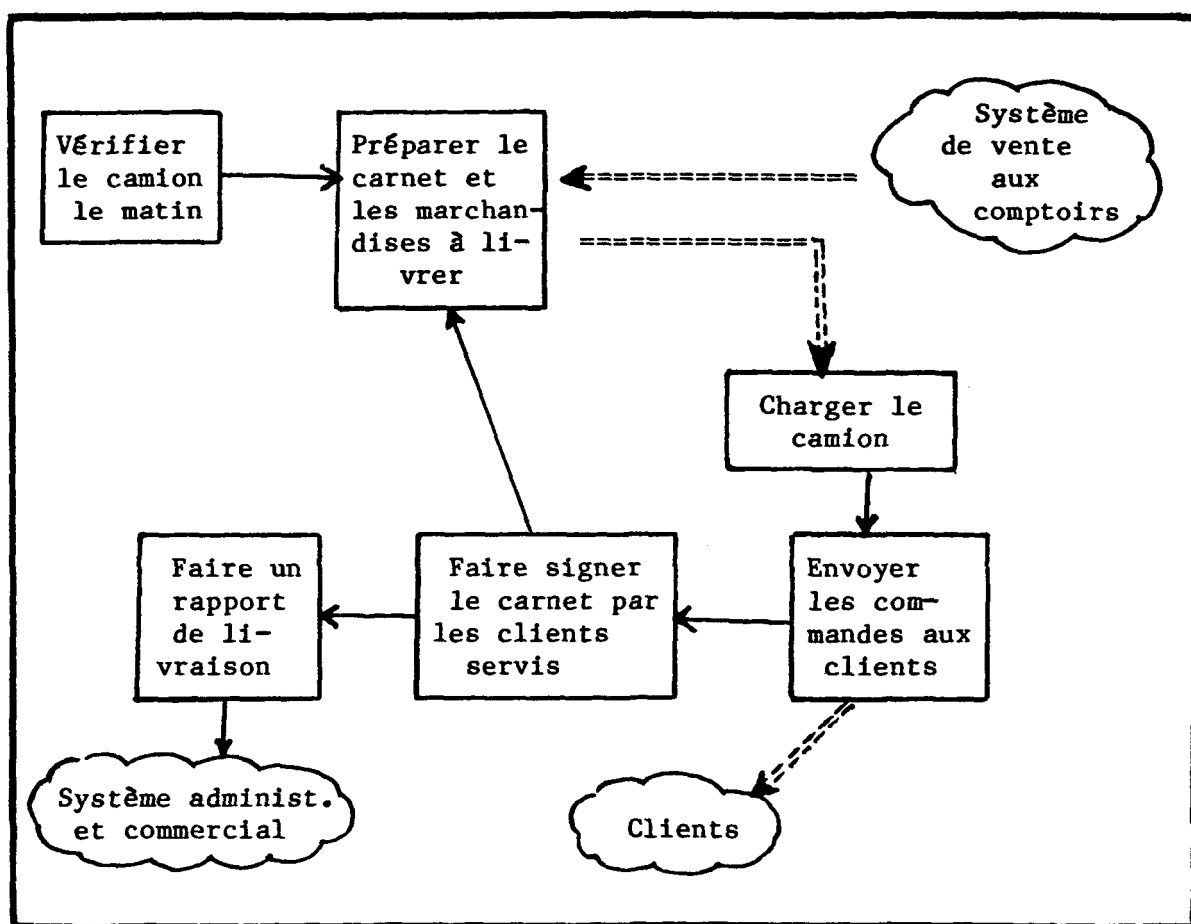 Vérifier
le camion
le matin
Préparer le
carnet et
les marchan-
dises à li-
vrer
Système
de vente
aux
comptoirs
Charger le
camion
Envoyer
les com-
mandes aux
clients
Faire signer
le carnet par
les clients
servis
Faire un
rapport
de li-
vraison
Système administ.
et commercial
Clients